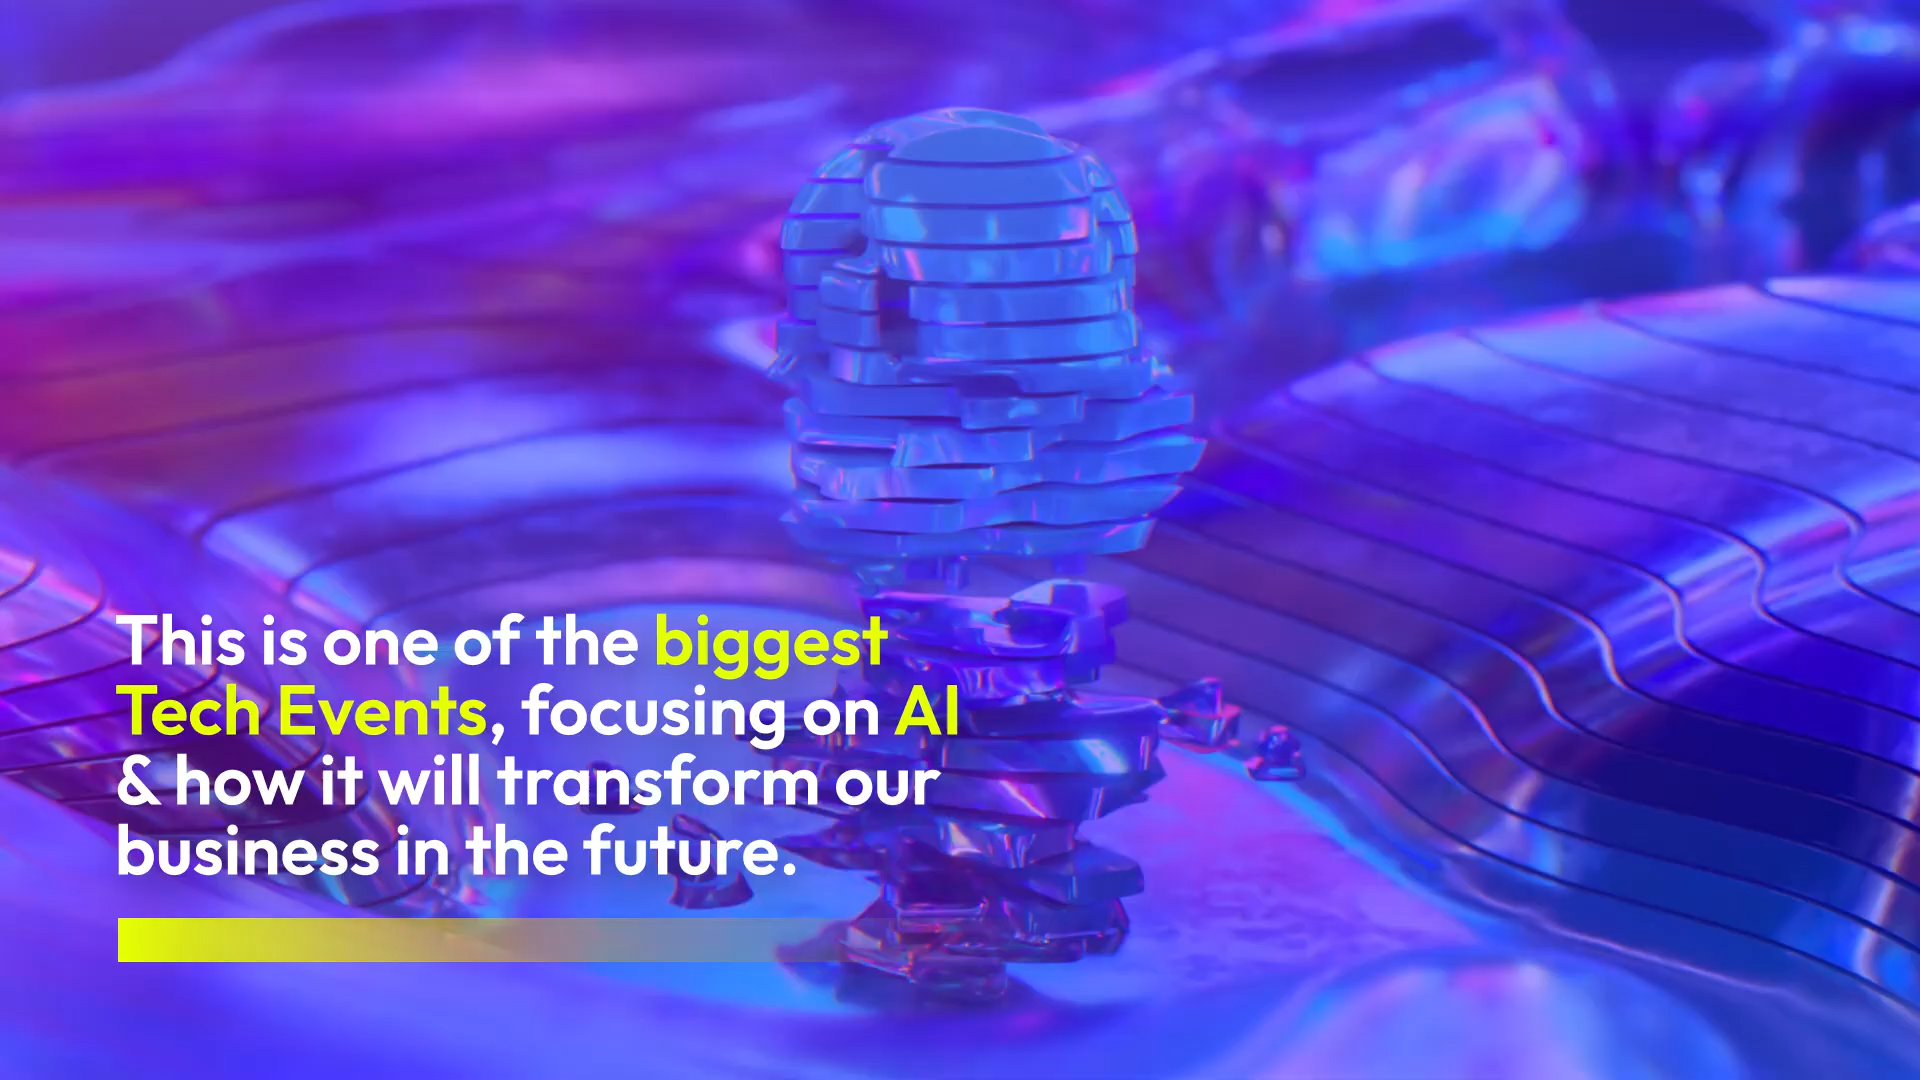 This is one of the biggest
Tech Events, focusing on AI
& how it will transform our
business in the future.